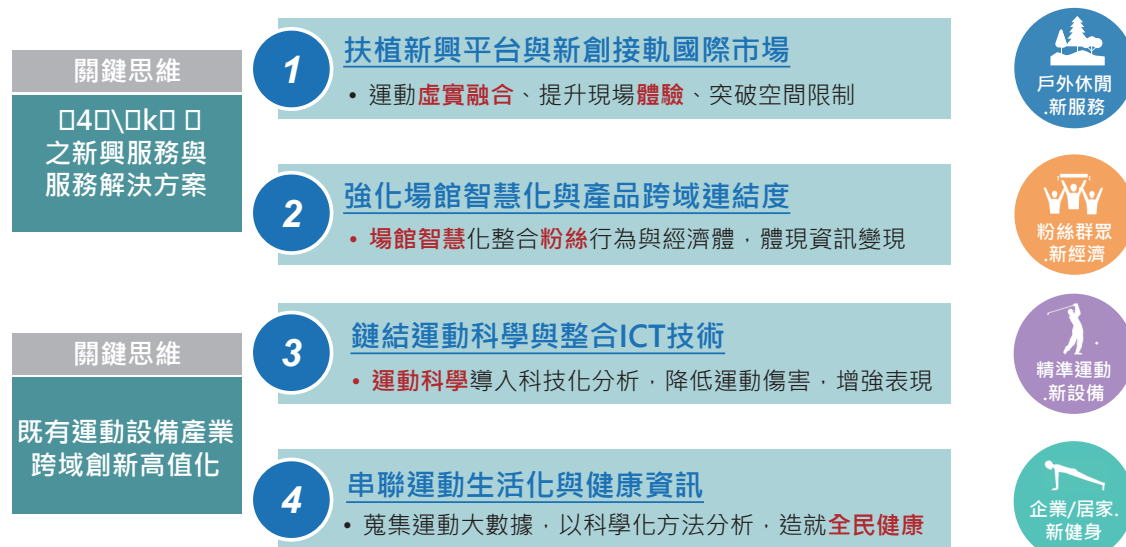 關鍵思維
□4□\□k□ □
之新興服務與
服務解決方案
1
扶植新興平台與新創接軌國際市場
• 運動虛實融合、提升現場體驗、突破空間限制
2
強化場館智慧化與產品跨域連結度
• 場館智慧化整合粉絲行為與經濟體，體現資訊變現
關鍵思維
既有運動設備產業
跨域創新高值化
3
鏈結運動科學與整合ICT技術
• 運動科學導入科技化分析，降低運動傷害，增強表現
4
串聯運動生活化與健康資訊
• 蒐集運動大數據，以科學化方法分析，造就全民健康
戶外休閒
.新服務
粉絲群眾
.新經濟
精準運動
.新設備
企業/居家.
新健身